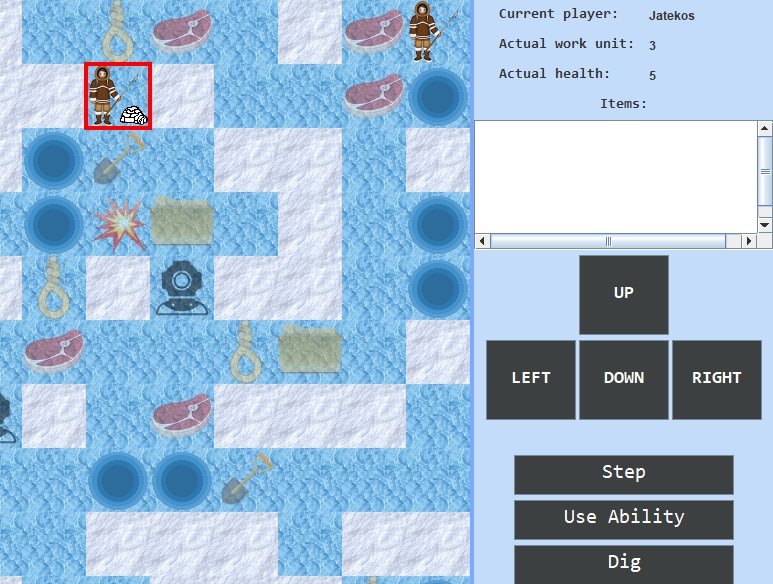 Current player: Jatekos
Actual work unit: 3
Actual health: 5
Items:
UP
LEFT DOWN RIGHT
Step
Use Ability
Dig